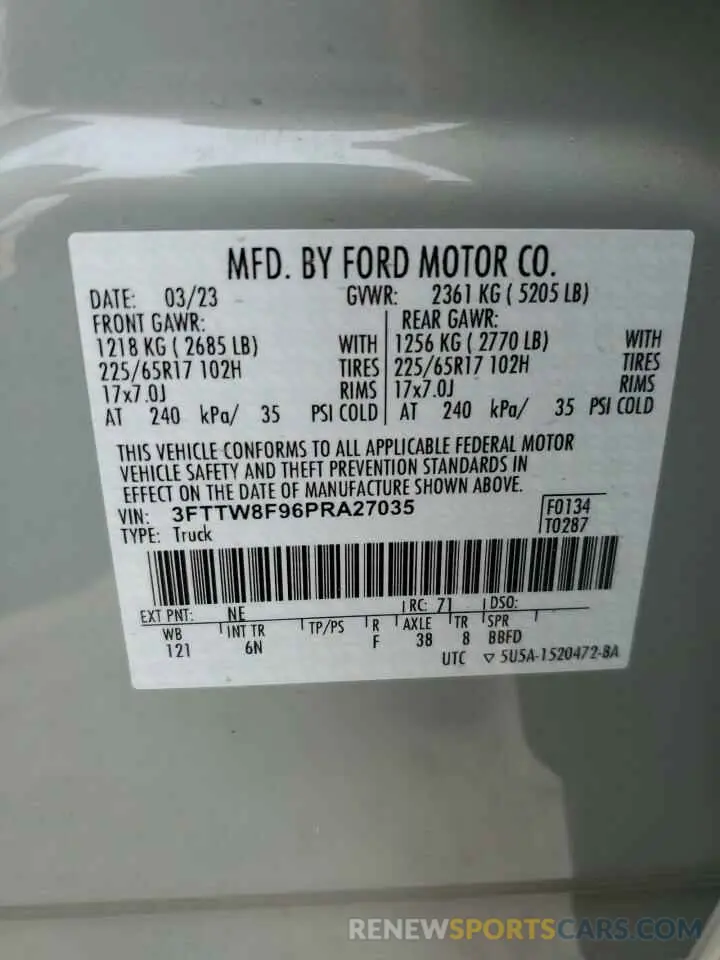 MFD. BY FORD MOTOR CO.
DATE: 03/23 GVWR: 2361 KG ( 5205 LB)
FRONT GAWR: REAR GAWR:
1218 KG ( 2685 LB) WITH 1256 KG ( 2770 LB) WITH
225/65R17 102H TIRES 225/65R17 102H TIRES
17x7.0J RIMS 17x7.0J RIMS
AT 240 kPa/ 35 PSI COLD AT 240 kPa/ 35 PSI COLD
THIS VEHICLE CONFORMS TO ALL APPLICABLE FEDERAL MOTOR
VEHICLE SAFETY AND THEFT PREVENTION STANDARDS IN
EFFECT ON THE DATE OF MANUFACTURE SHOWN ABOVE.
VIN: 3FTTW8F96PRA27035 F0134
TYPE: Truck T0287
EXT PNT: NE RC: 71 DSO:
WB INT TR TP/PS R AXLE TR SPR
121 6N F 38 8 BBFD
UTC ▽ 5U5A-1520472-BA
RENEWSPORTSCARS.COM